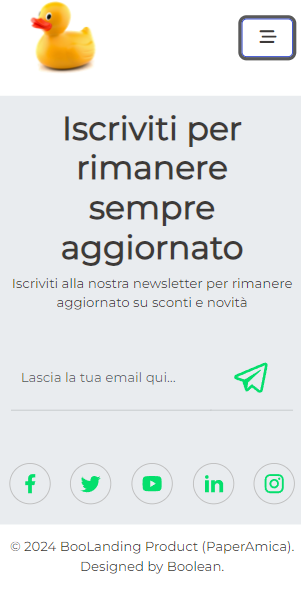 Iscriviti per
rimanere
sempre
aggiornato
Iscriviti alla nostra newsletter per rimanere
aggiornato su sconti e novità
Lascia la tua email qui...
© 2024 BooLanding Product (PaperAmica).
Designed by Boolean.